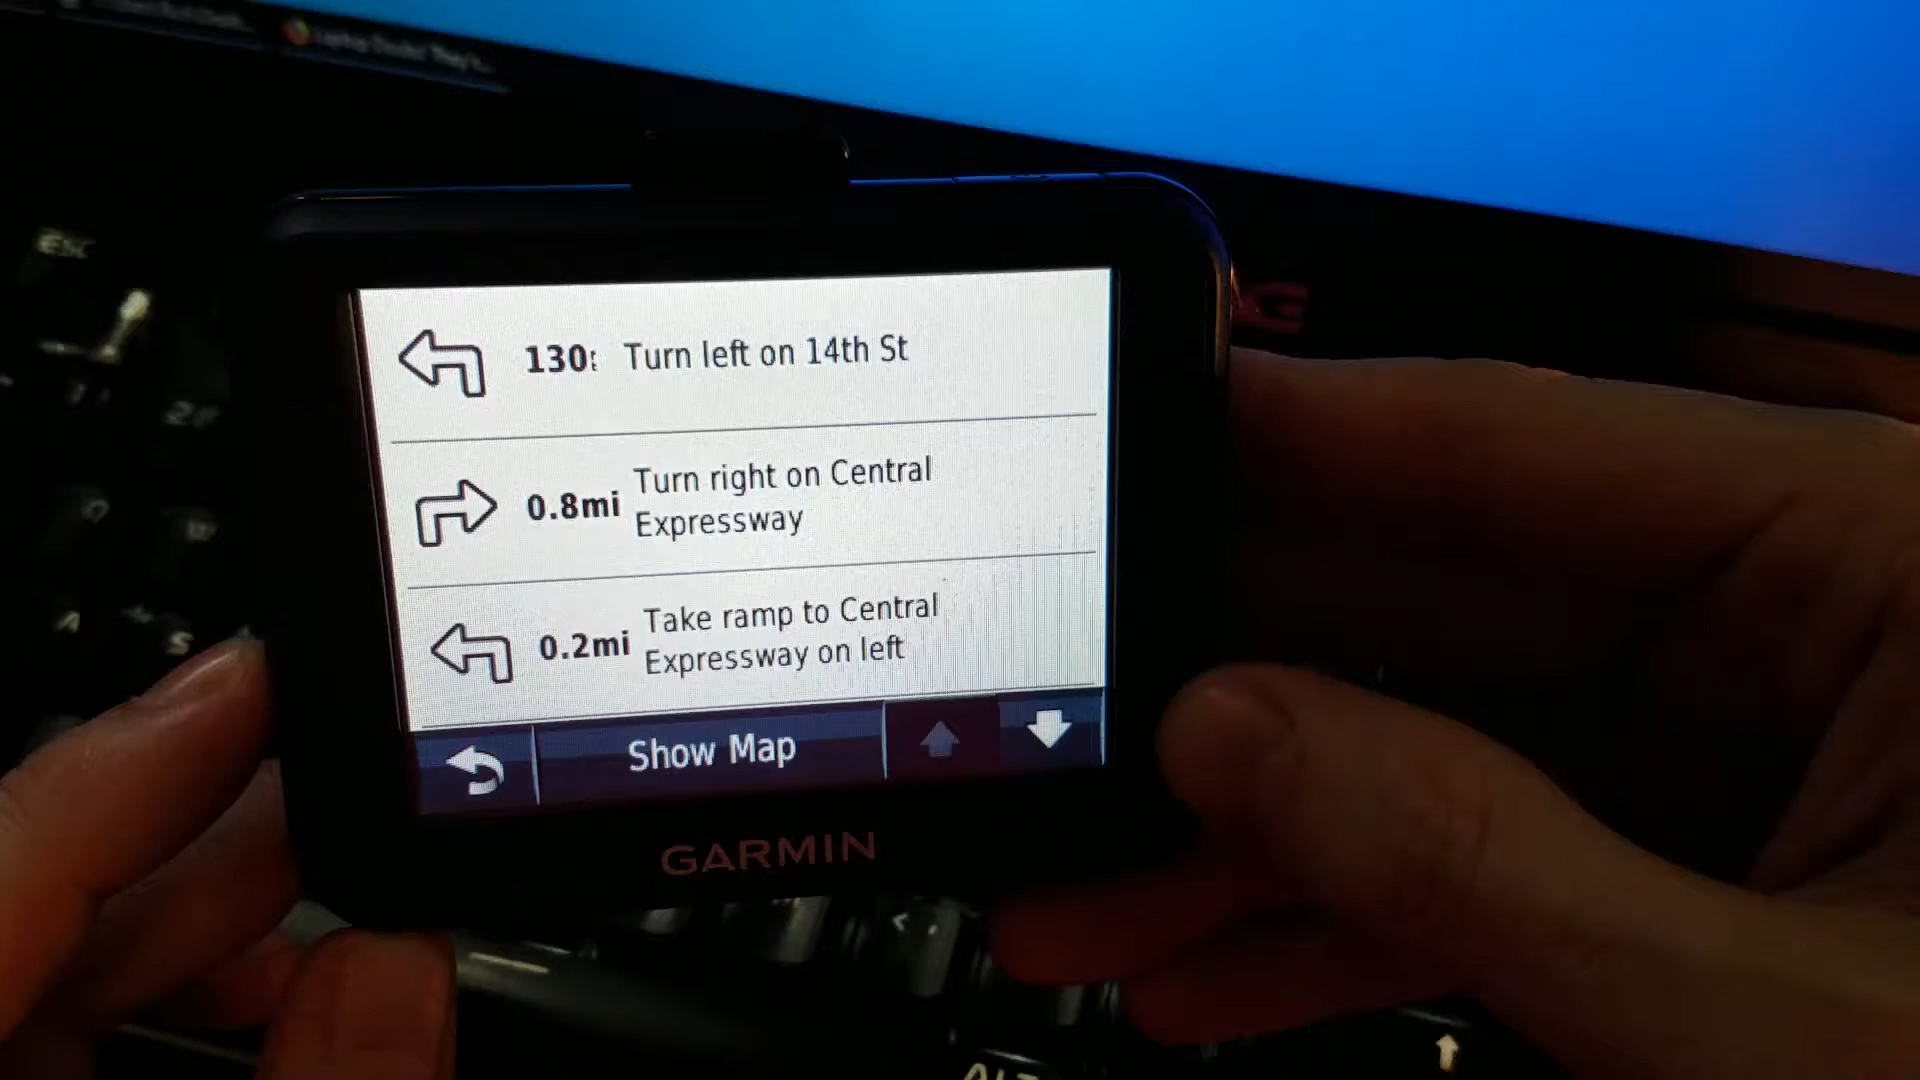 ESC
130
Turn left on 14th St
0.8mi
Turn right on Central
Expressway
0.2mi
Take ramp to Central
Expressway on left
Show Map
GARMIN
A
S